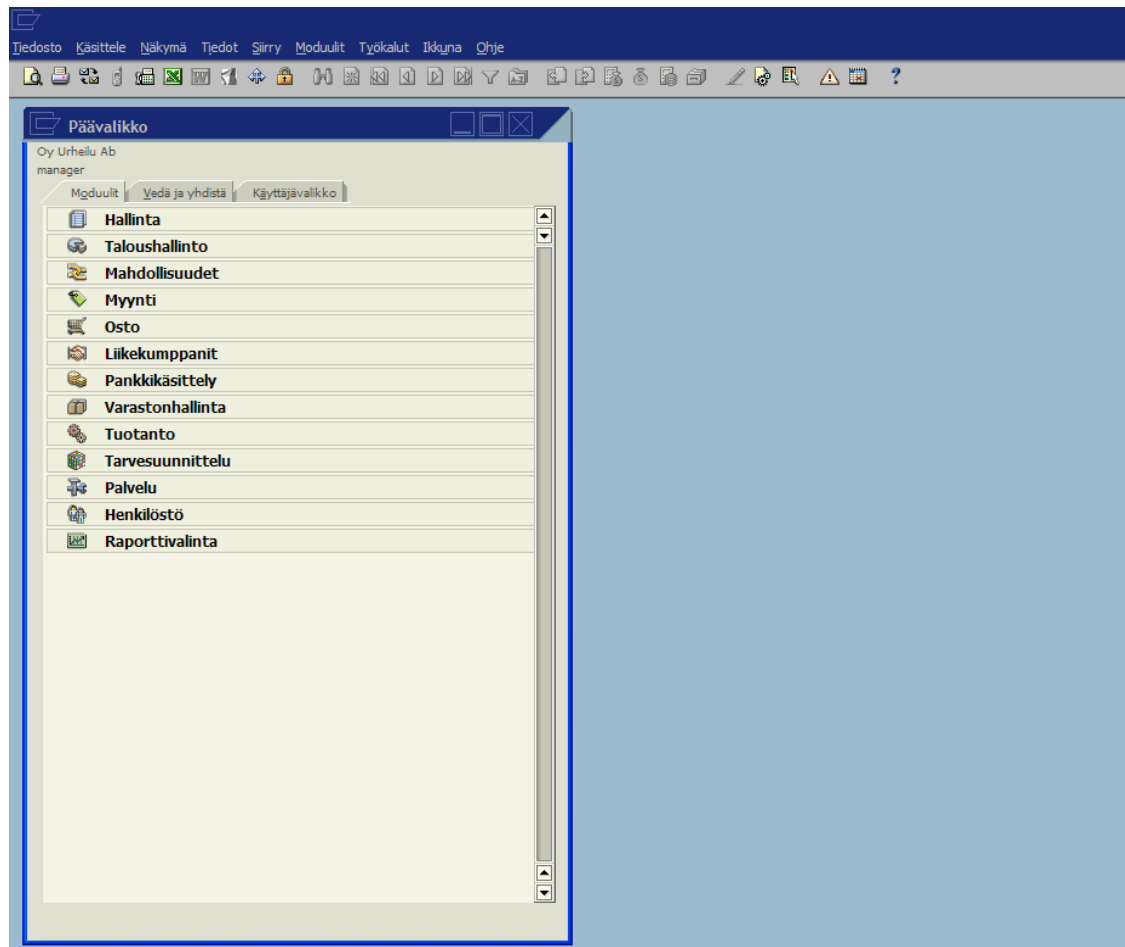 Tiedosto Käsittele Näkymä Tiedot Siirry Moduulit Työkalut Ikkuna Ohje
Päävalikko
Oy Urheilu Ab
manager
Moduulit Vedä ja yhdistä Käyttäjävalikko
Hallinta
Taloushallinto
Mahdollisuudet
Myynti
Osto
Liikekumppanit
Pankkikäsittely
Varastonhallinta
Tuotanto
Tarvesuunnittelu
Palvelu
Henkilöstö
Raporttivalinta